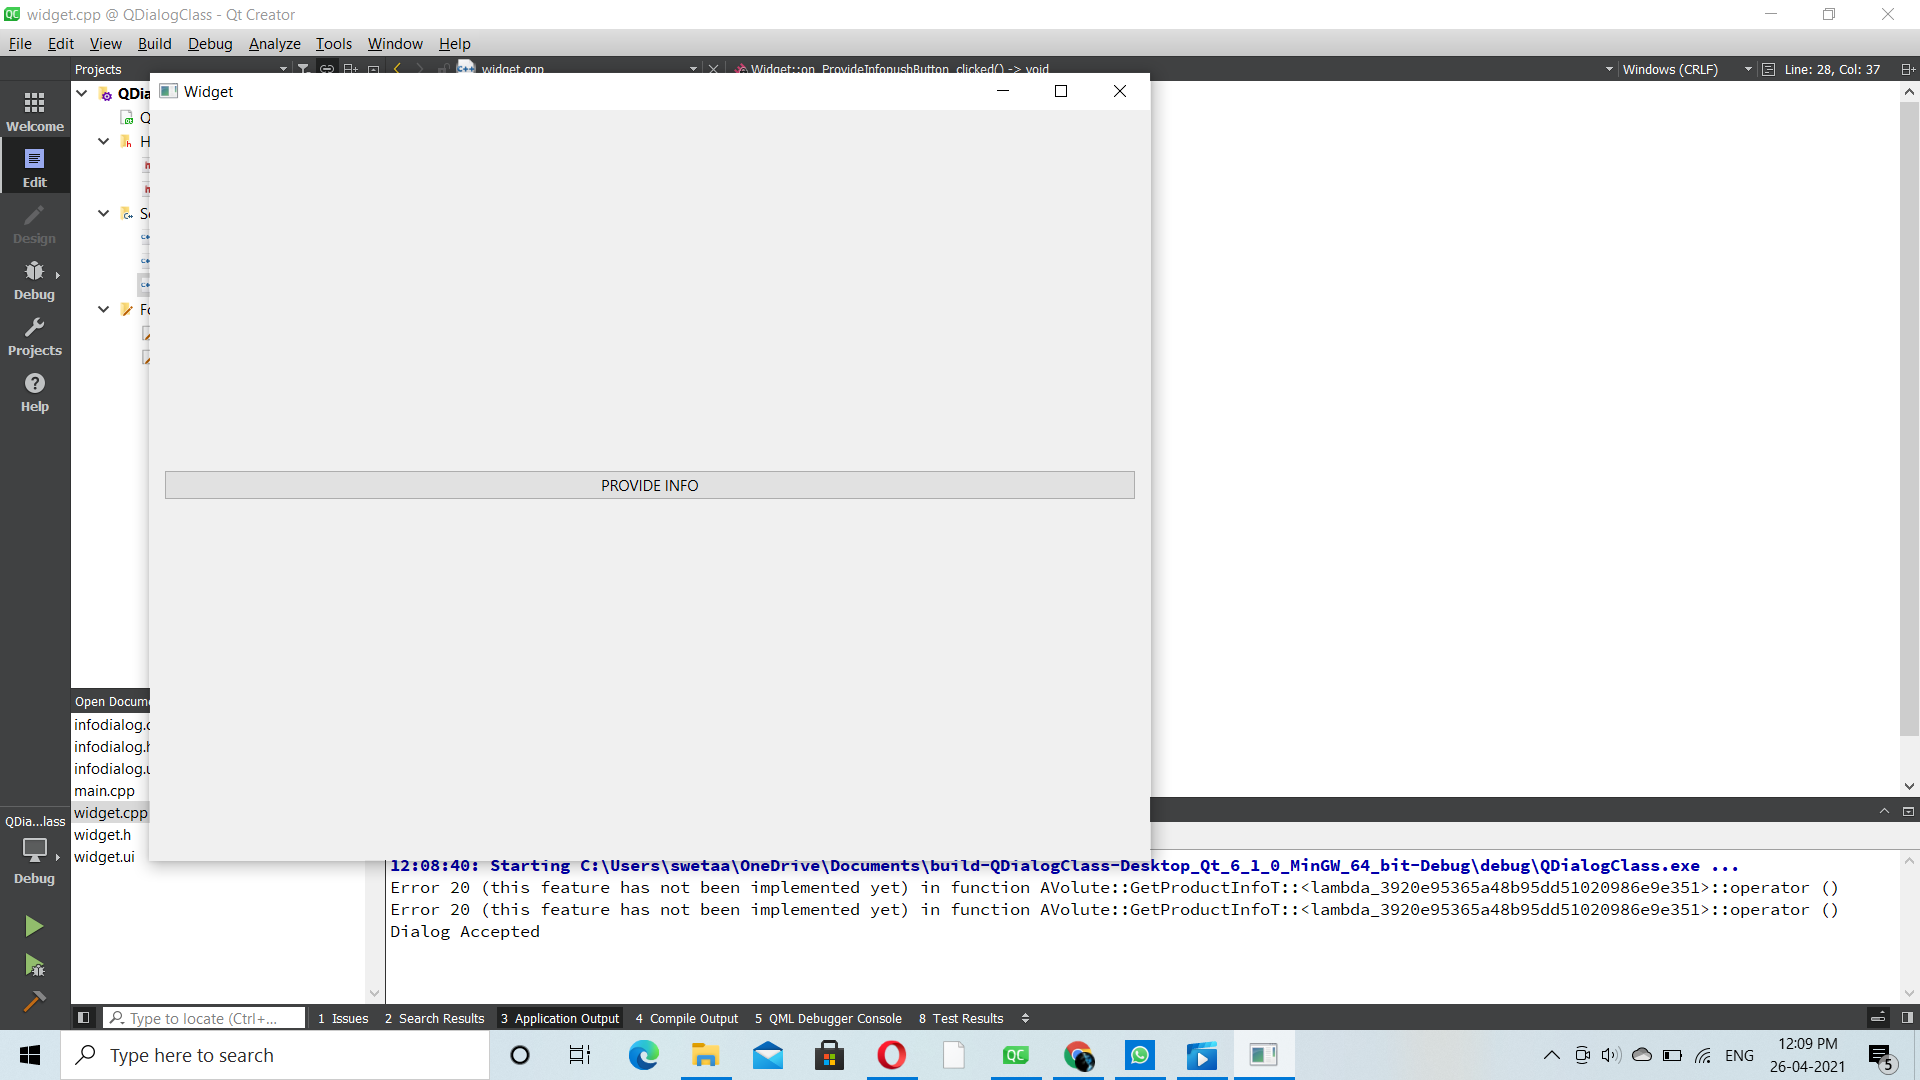 widget.cpp @ QDialogClass - Qt Creator
File Edit View Build Debug Analyze Tools Window Help
Projects widget.cpp Widget::on_ProvideInfopushButton_clicked() -> void Windows (CRLF) Line: 28, Col: 37
Widget
QDia
Q
H
Fo
Welcome
Edit
Design
Debug
Projects
Help
PROVIDE INFO
Open Docum
infodialog.
infodialog.
infodialog.
main.cpp
widget.cpp
widget.h
widget.ui
QDia...lass
Debug
12:08:40: Starting C:\Users\swetaa\OneDrive\Documents\build-QDialogClass-Desktop_Qt_6_1_0_MinGW_64_bit-Debug\debug\QDialogClass.exe ...
Error 20 (this feature has not been implemented yet) in function AVolute::GetProductInfoT::<lambda_3920e95365a48b95dd51020986e9e351>::operator ()
Error 20 (this feature has not been implemented yet) in function AVolute::GetProductInfoT::<lambda_3920e95365a48b95dd51020986e9e351>::operator ()
Dialog Accepted
Type to locate (Ctrl+... 1 Issues 2 Search Results 3 Application Output 4 Compile Output 5 QML Debugger Console 8 Test Results
Type here to search
QC
ENG
12:09 PM
26-04-2021
5